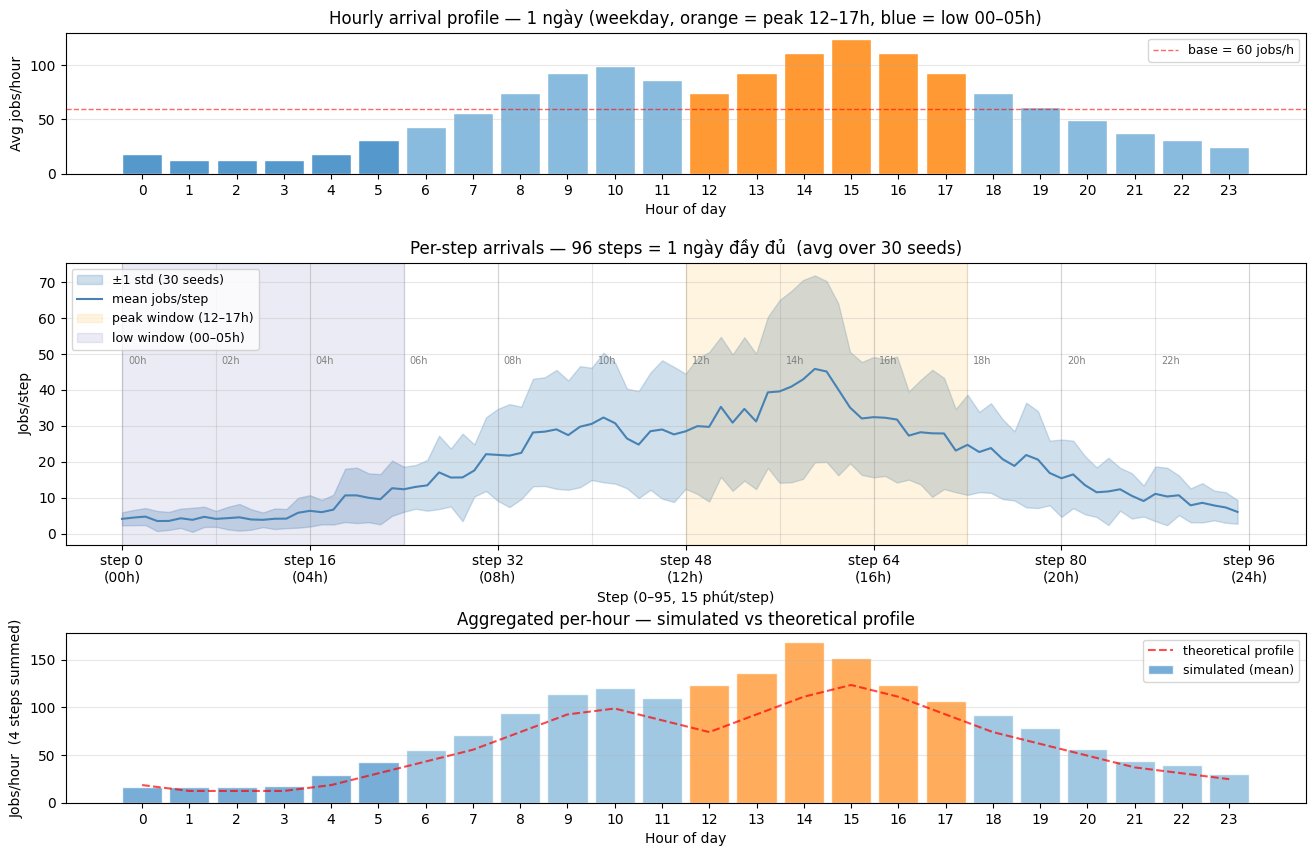 Hourly arrival profile — 1 ngày (weekday, orange = peak 12–17h, blue = low 00–05h)
Avg jobs/hour
100
50
0
base = 60 jobs/h
0 1 2 3 4 5 6 7 8 9 10 11 12 13 14 15 16 17 18 19 20 21 22 23
Hour of day
Per-step arrivals — 96 steps = 1 ngày đầy đủ  (avg over 30 seeds)
Jobs/step
70
60
50
40
30
20
10
0
±1 std (30 seeds)
mean jobs/step
peak window (12–17h)
low window (00–05h)
00h 02h 04h 06h 08h 10h 12h 14h 16h 18h 20h 22h
step 0 step 16 step 32 step 48 step 64 step 80 step 96
(00h) (04h) (08h) (12h) (16h) (20h) (24h)
Step (0–95, 15 phút/step)
Aggregated per-hour — simulated vs theoretical profile
Jobs/hour  (4 steps summed)
150
100
50
0
theoretical profile
simulated (mean)
0 1 2 3 4 5 6 7 8 9 10 11 12 13 14 15 16 17 18 19 20 21 22 23
Hour of day